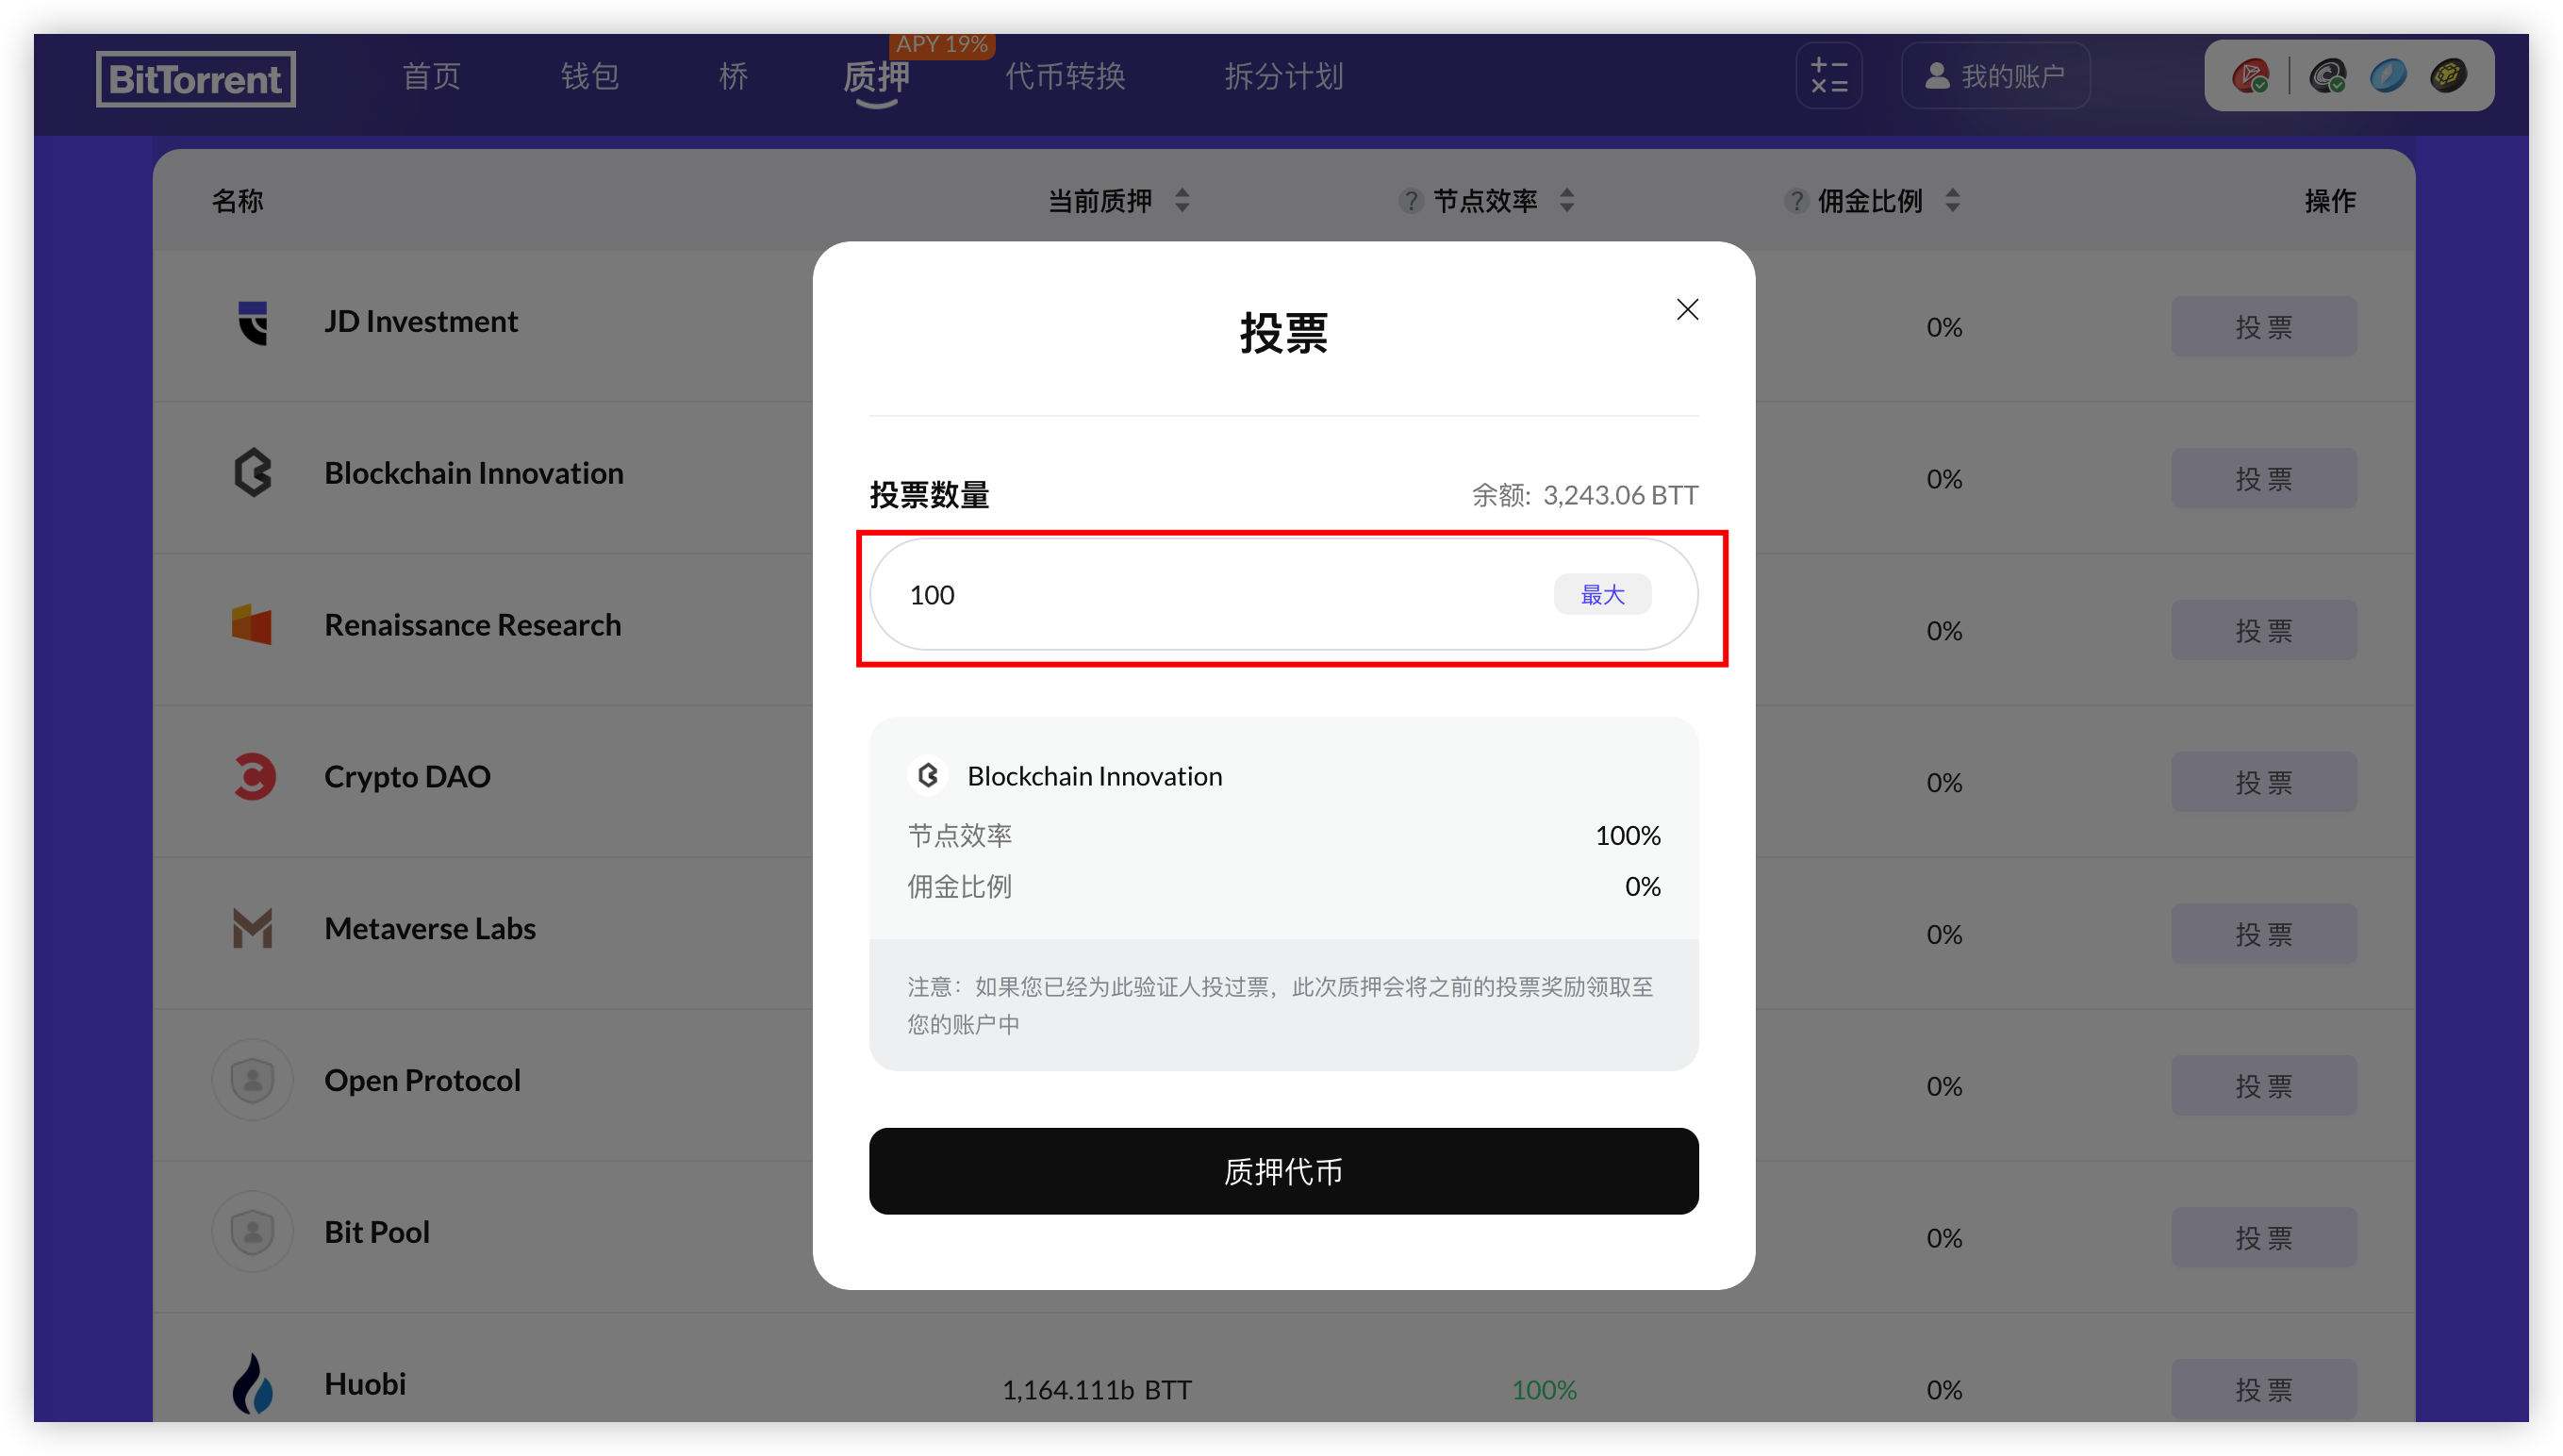 APY 19%
BitTorrent 首页 钱包 桥 质押 代币转换 拆分计划 我的账户
名称 当前质押 ? 节点效率 ? 佣金比例 操作
JD Investment 0% 投票
Blockchain Innovation 0% 投票
Renaissance Research 0% 投票
Crypto DAO 0% 投票
Metaverse Labs 0% 投票
Open Protocol 0% 投票
Bit Pool 0% 投票
Huobi 1,164.111b BTT 100% 0% 投票
投票
投票数量 余额: 3,243.06 BTT
100 最大
Blockchain Innovation
节点效率 100%
佣金比例 0%
注意：如果您已经为此验证人投过票，此次质押会将之前的投票奖励领取至
您的账户中
质押代币